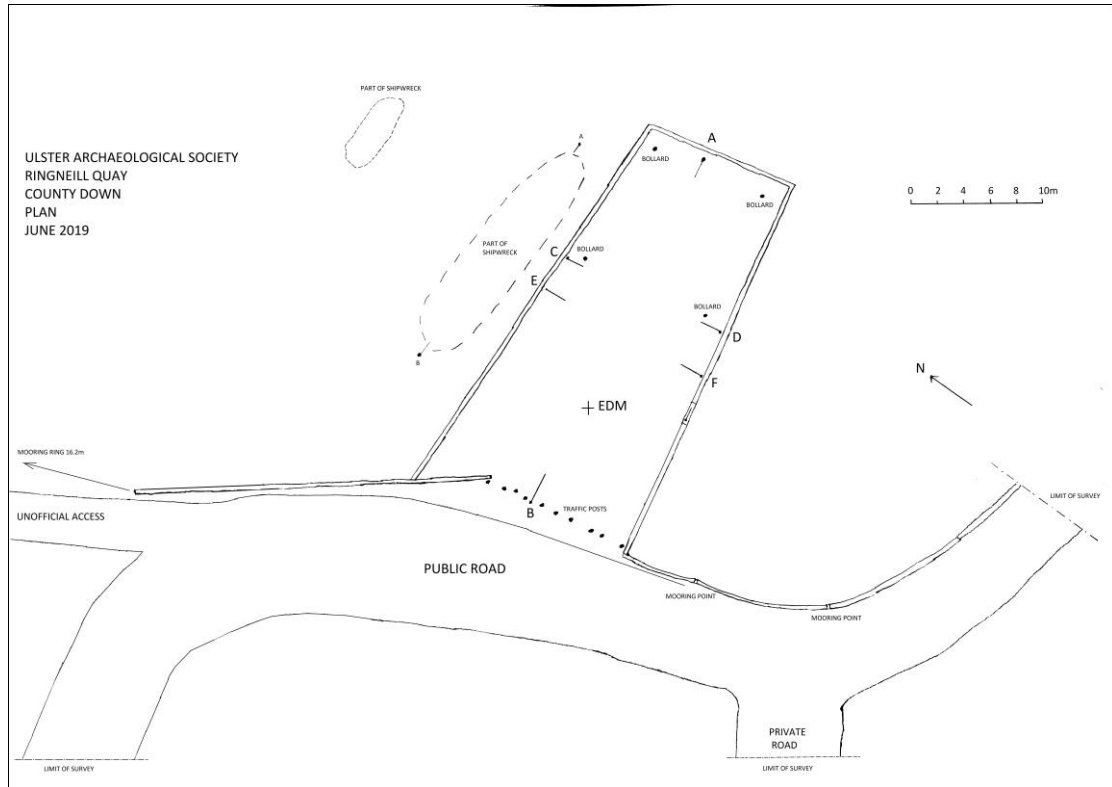 PART OF SHIPWRECK
ULSTER ARCHAEOLOGICAL SOCIETY
RINGNEILL QUAY
COUNTY DOWN
PLAN
JUNE 2019
A
A
BOLLARD
BOLLARD
0 2 4 6 8 10m
PART OF
SHIPWRECK
C
BOLLARD
E
BOLLARD
D
B
F
N
EDM
MOORING RING 16.2m
UNOFFICIAL ACCESS
B
TRAFFIC POSTS
LIMIT OF SURVEY
PUBLIC ROAD
MOORING POINT
MOORING POINT
PRIVATE
ROAD
LIMIT OF SURVEY
LIMIT OF SURVEY